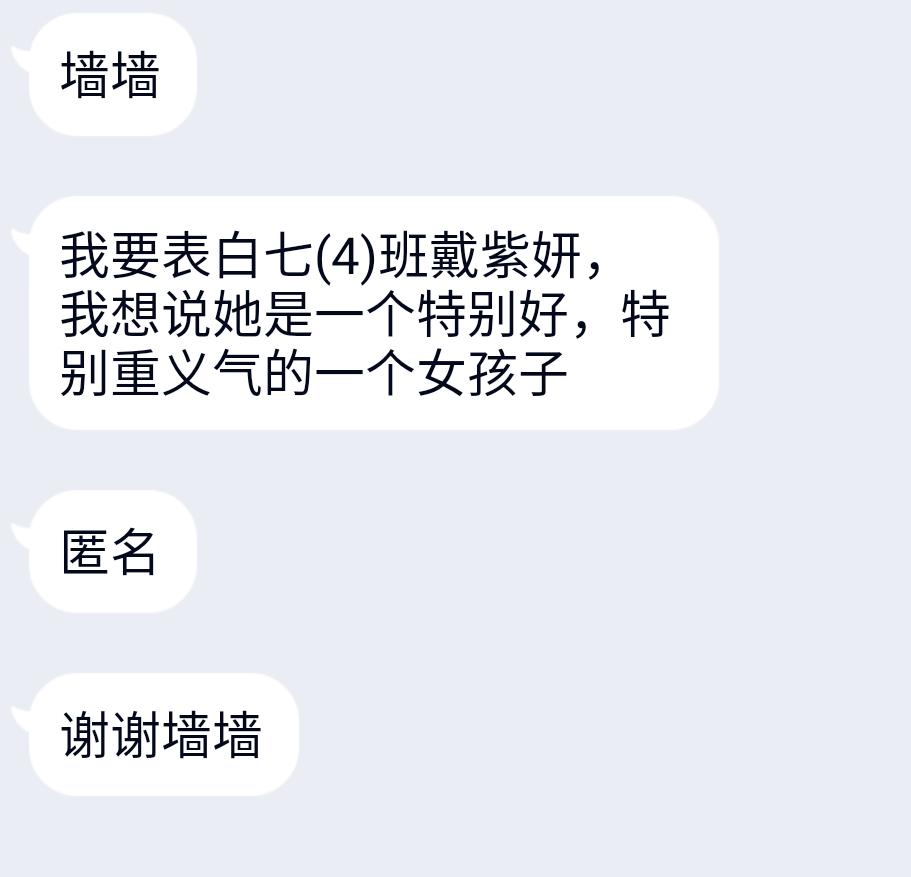 墙墙
我要表白七(4)班戴紫妍，
我想说她是一个特别好，特
别重义气的一个女孩子
匿名
谢谢墙墙